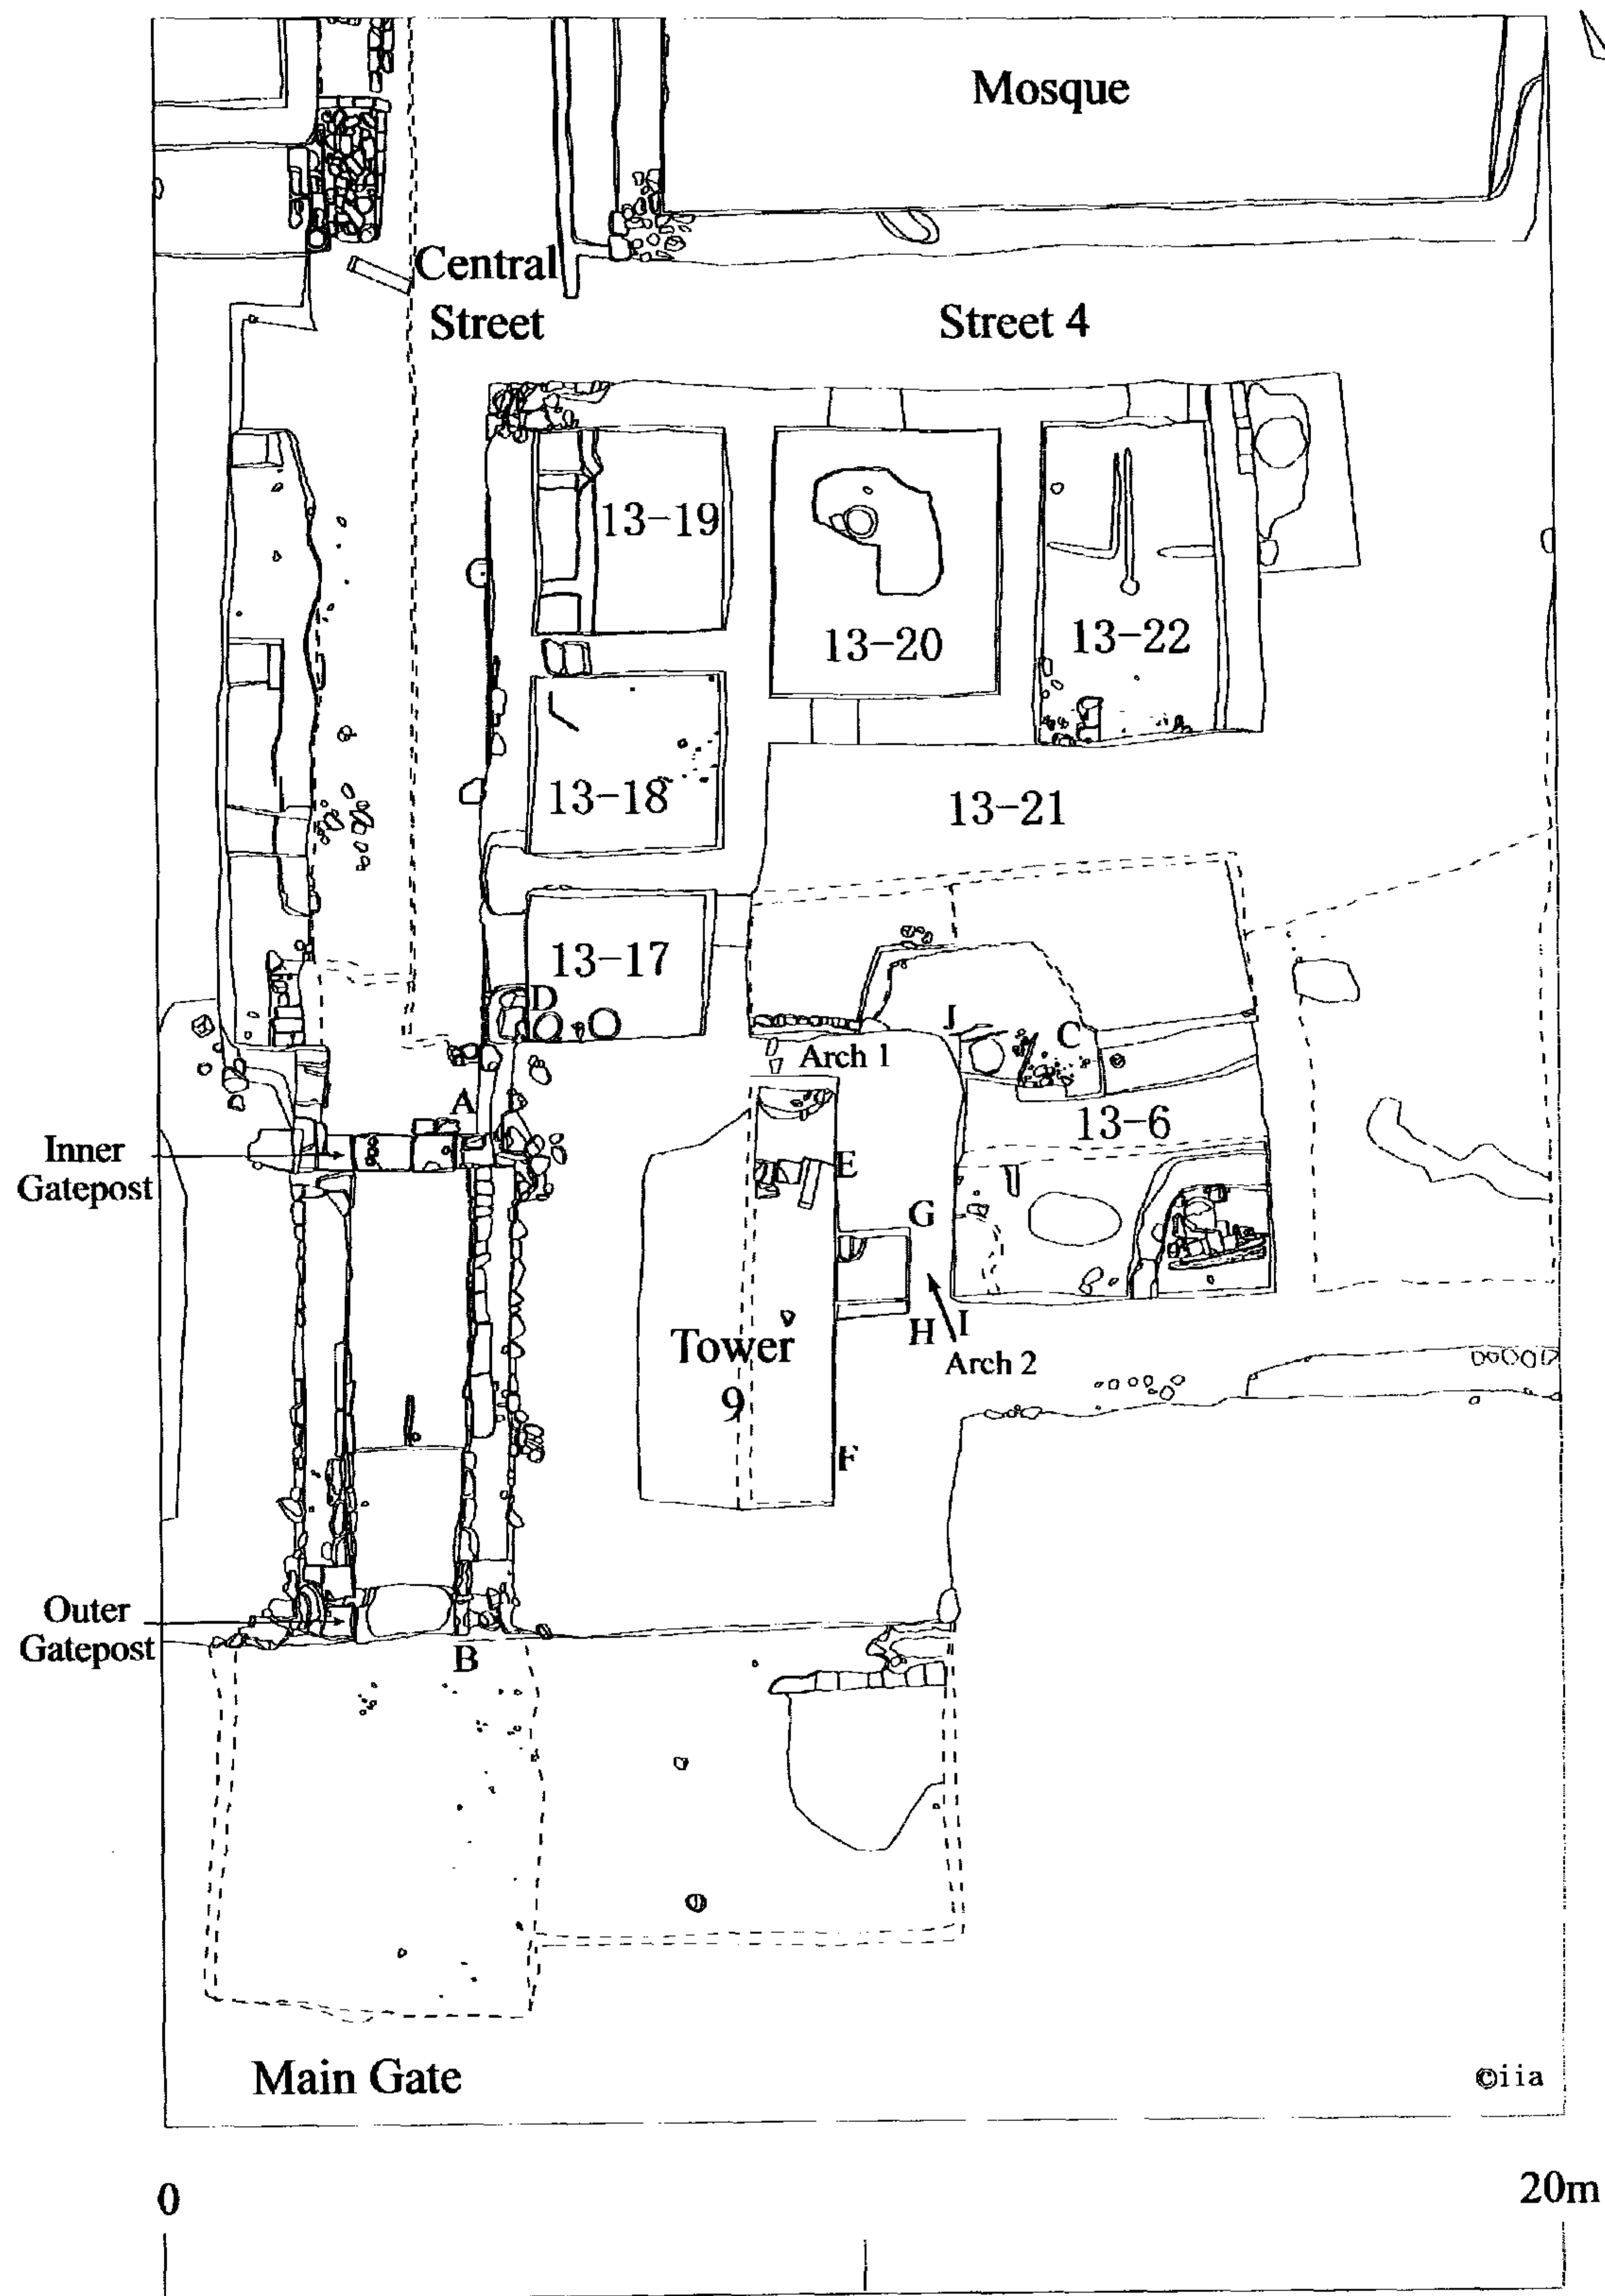 Mosque
Central
Street
Street 4
13-19
13-20
13-22
13-18
13-21
13-17
D
J
C
Arch 1
A
13-6
Inner
Gatepost
E
G
Tower
9
H
I
Arch 2
F
Outer
Gatepost
B
Main Gate
©iia
0
20m